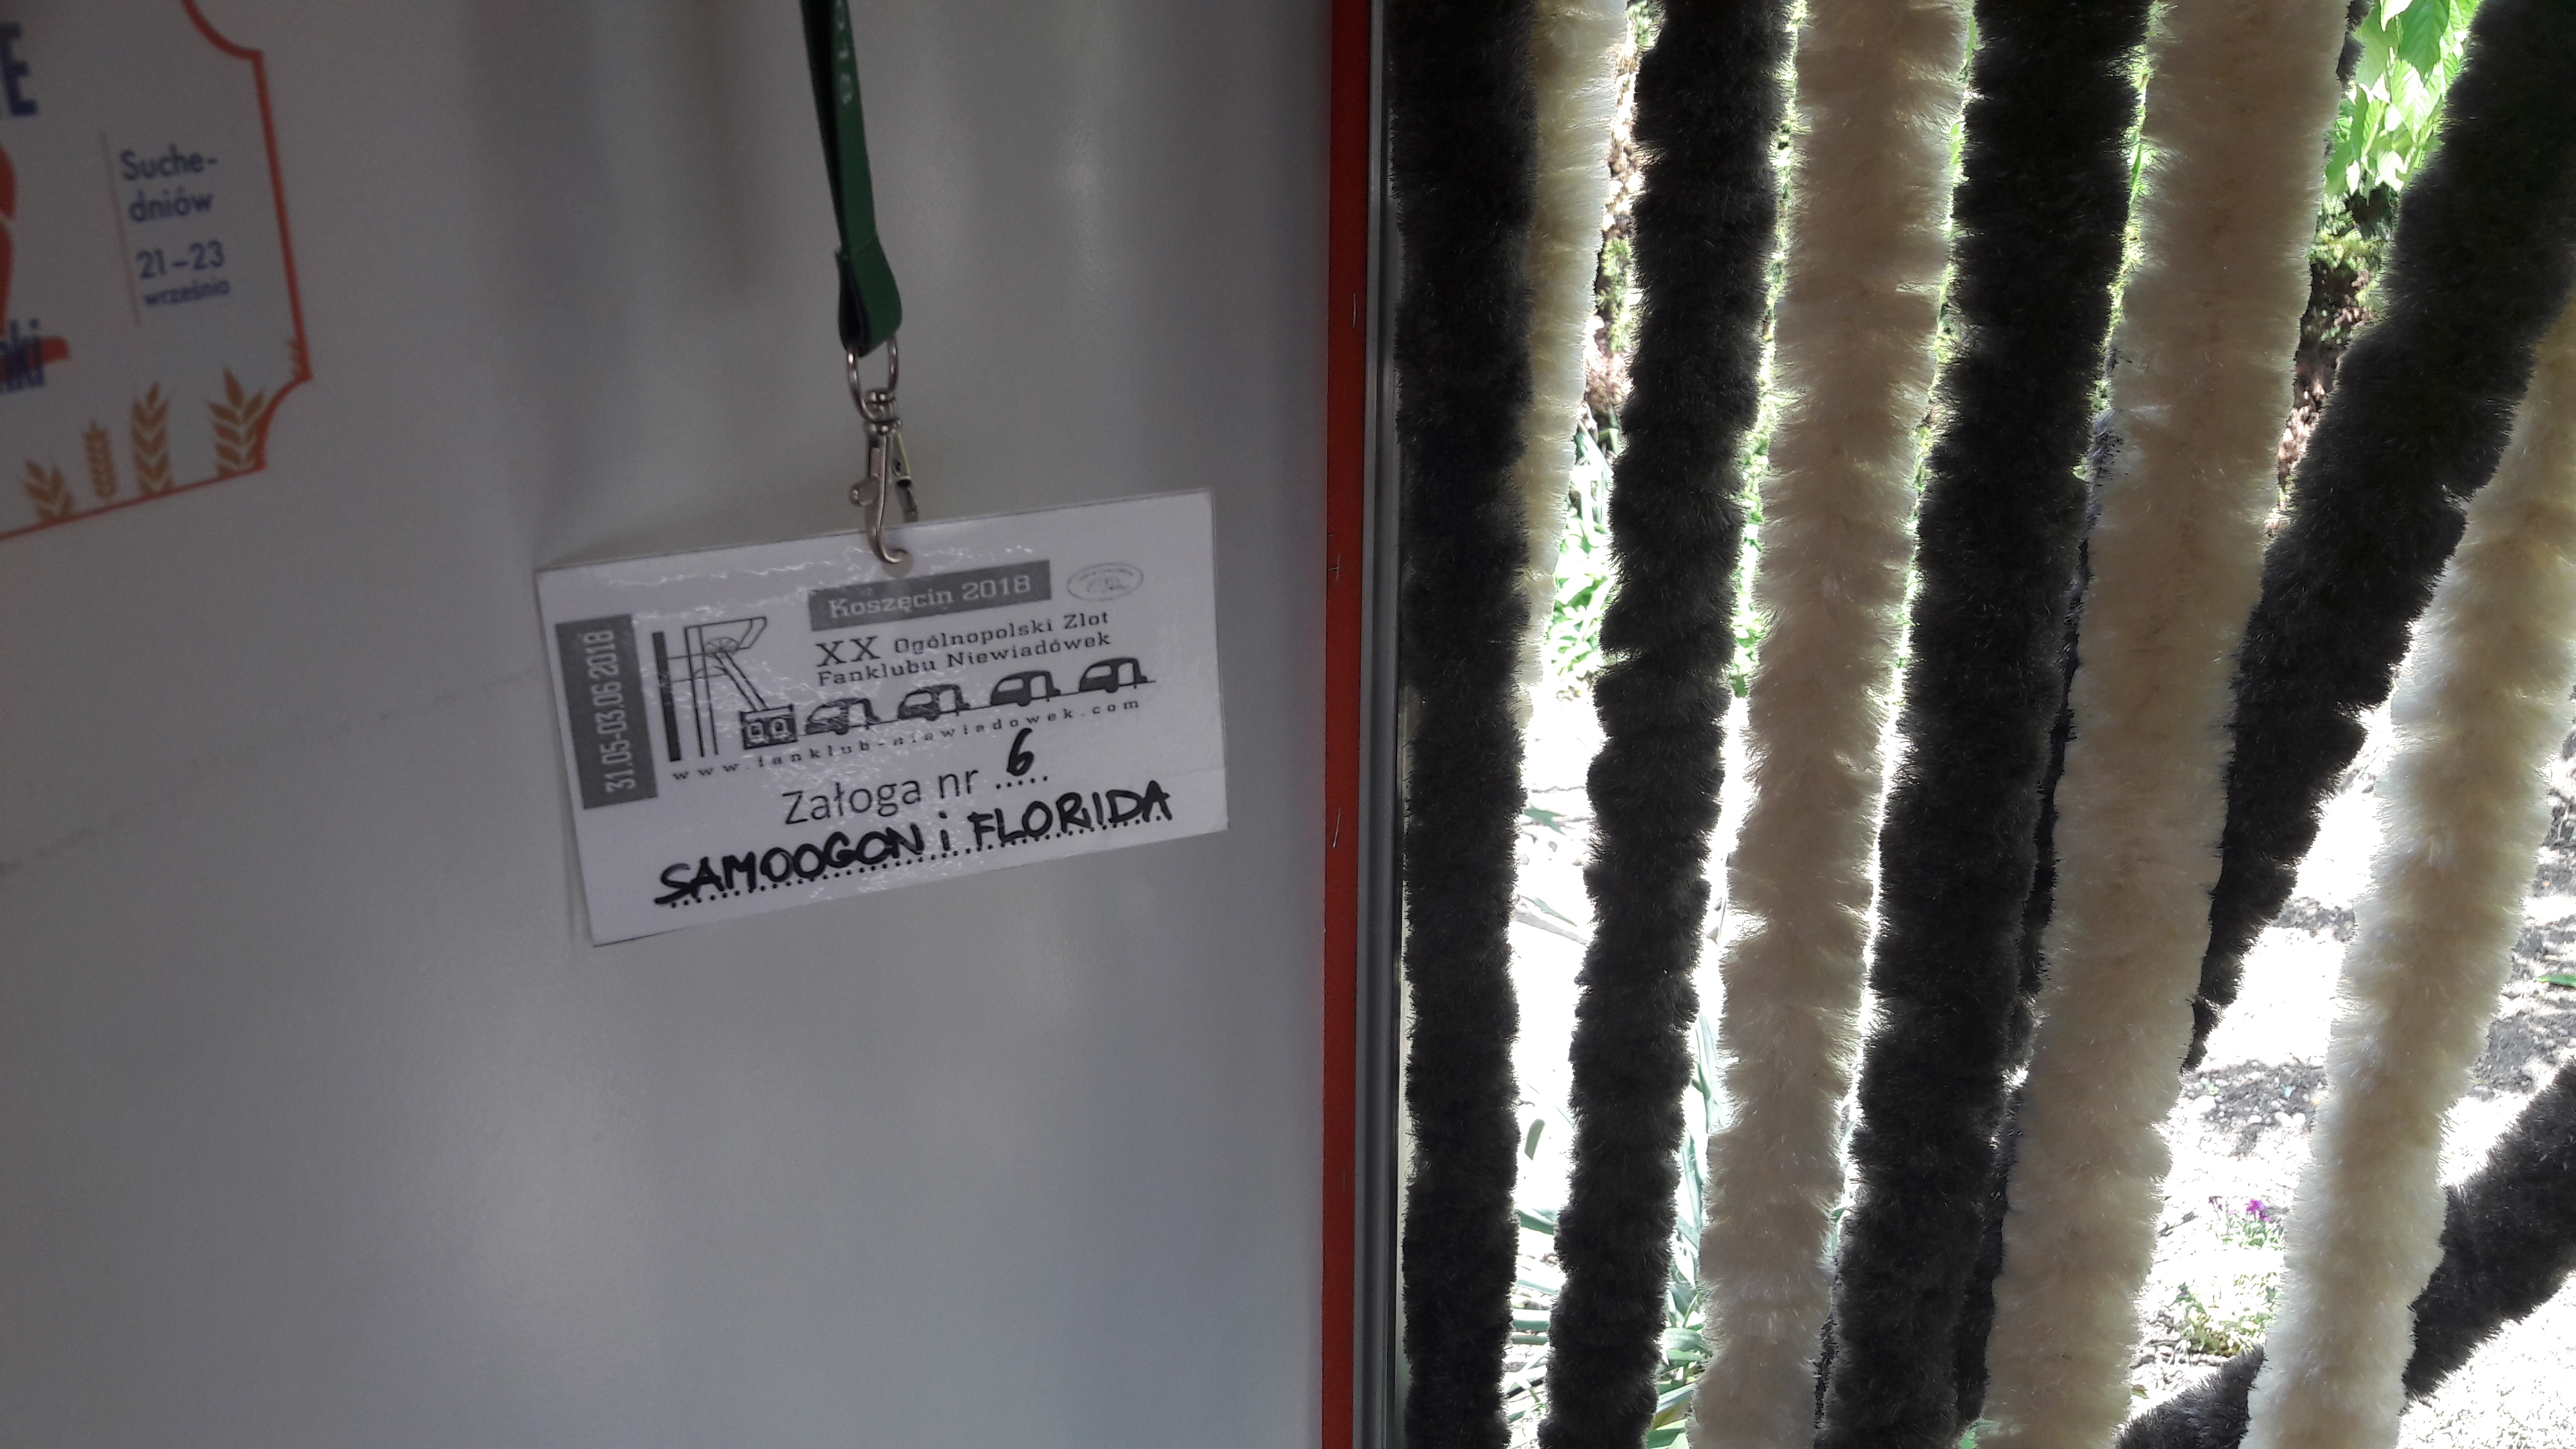 Suche-
dniów
21–23
września
Koszęcin 2018
31.05-03.06 2018
XX Ogólnopolski Zlot
Fanklubu Niewiadówek
www.fanklub-niewiadowek.com
Załoga nr 6
SAMOOGON i FLORIDA